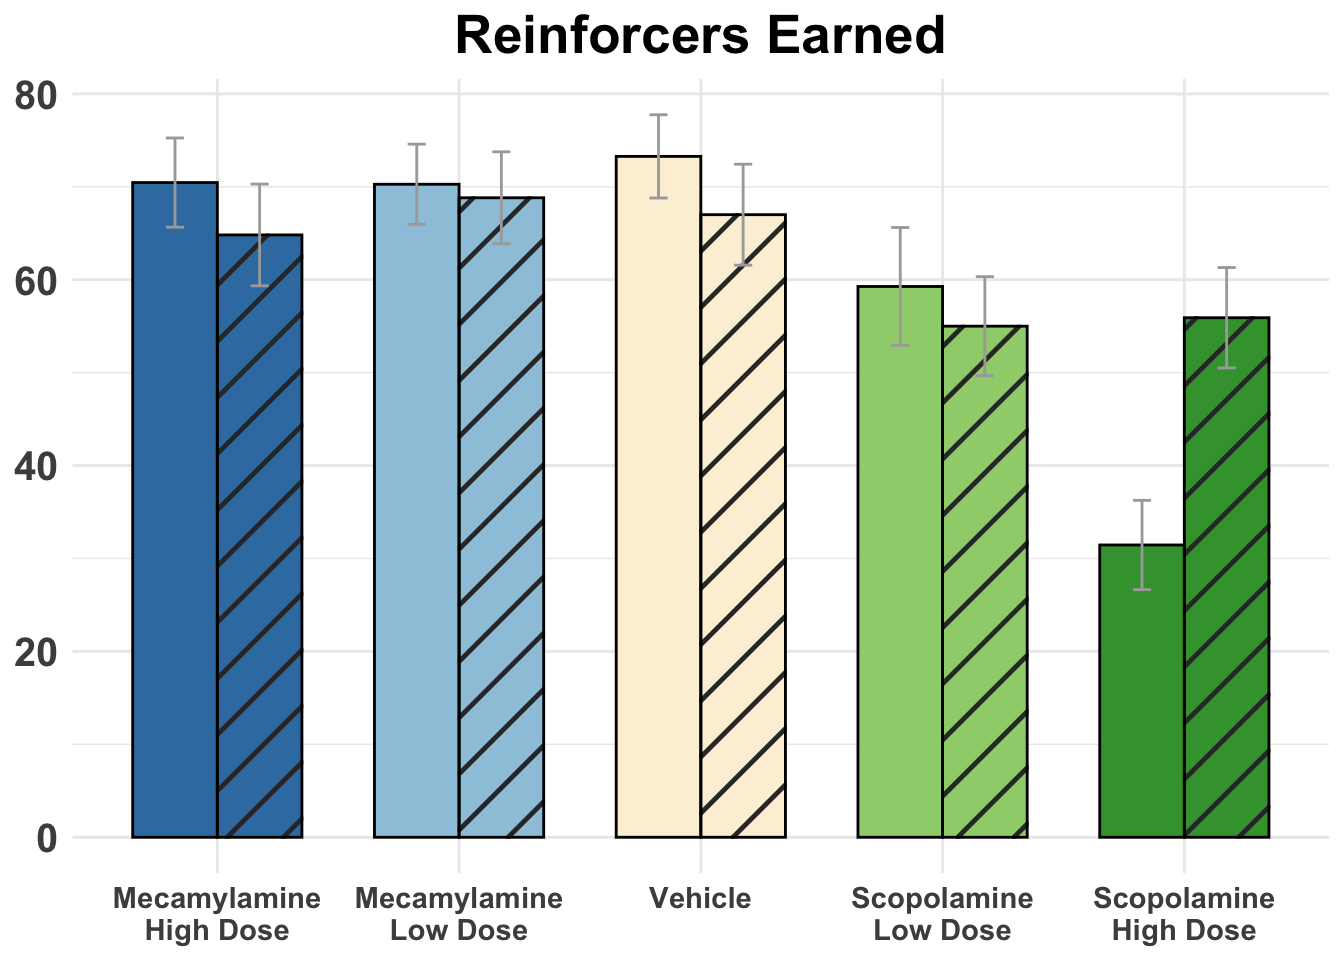 Reinforcers Earned
80
60
40
20
0
Mecamylamine
High Dose
Mecamylamine
Low Dose
Vehicle
Scopolamine
Low Dose
Scopolamine
High Dose